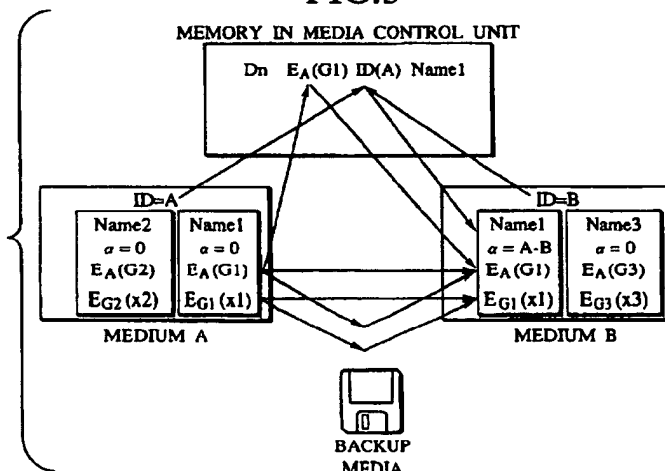 FIG.5
MEMORY IN MEDIA CONTROL UNIT
Dn E_A(G1) ID(A) Name1
ID=A
Name2
α=0
E_A(G2)
E_G2(x2)
Name1
α=0
E_A(G1)
E_G1(x1)
MEDIUM A
ID=B
Name1
α=A-B
E_A(G1)
E_G1(x1)
Name3
α=0
E_A(G3)
E_G3(x3)
MEDIUM B
BACKUP
MEDIA